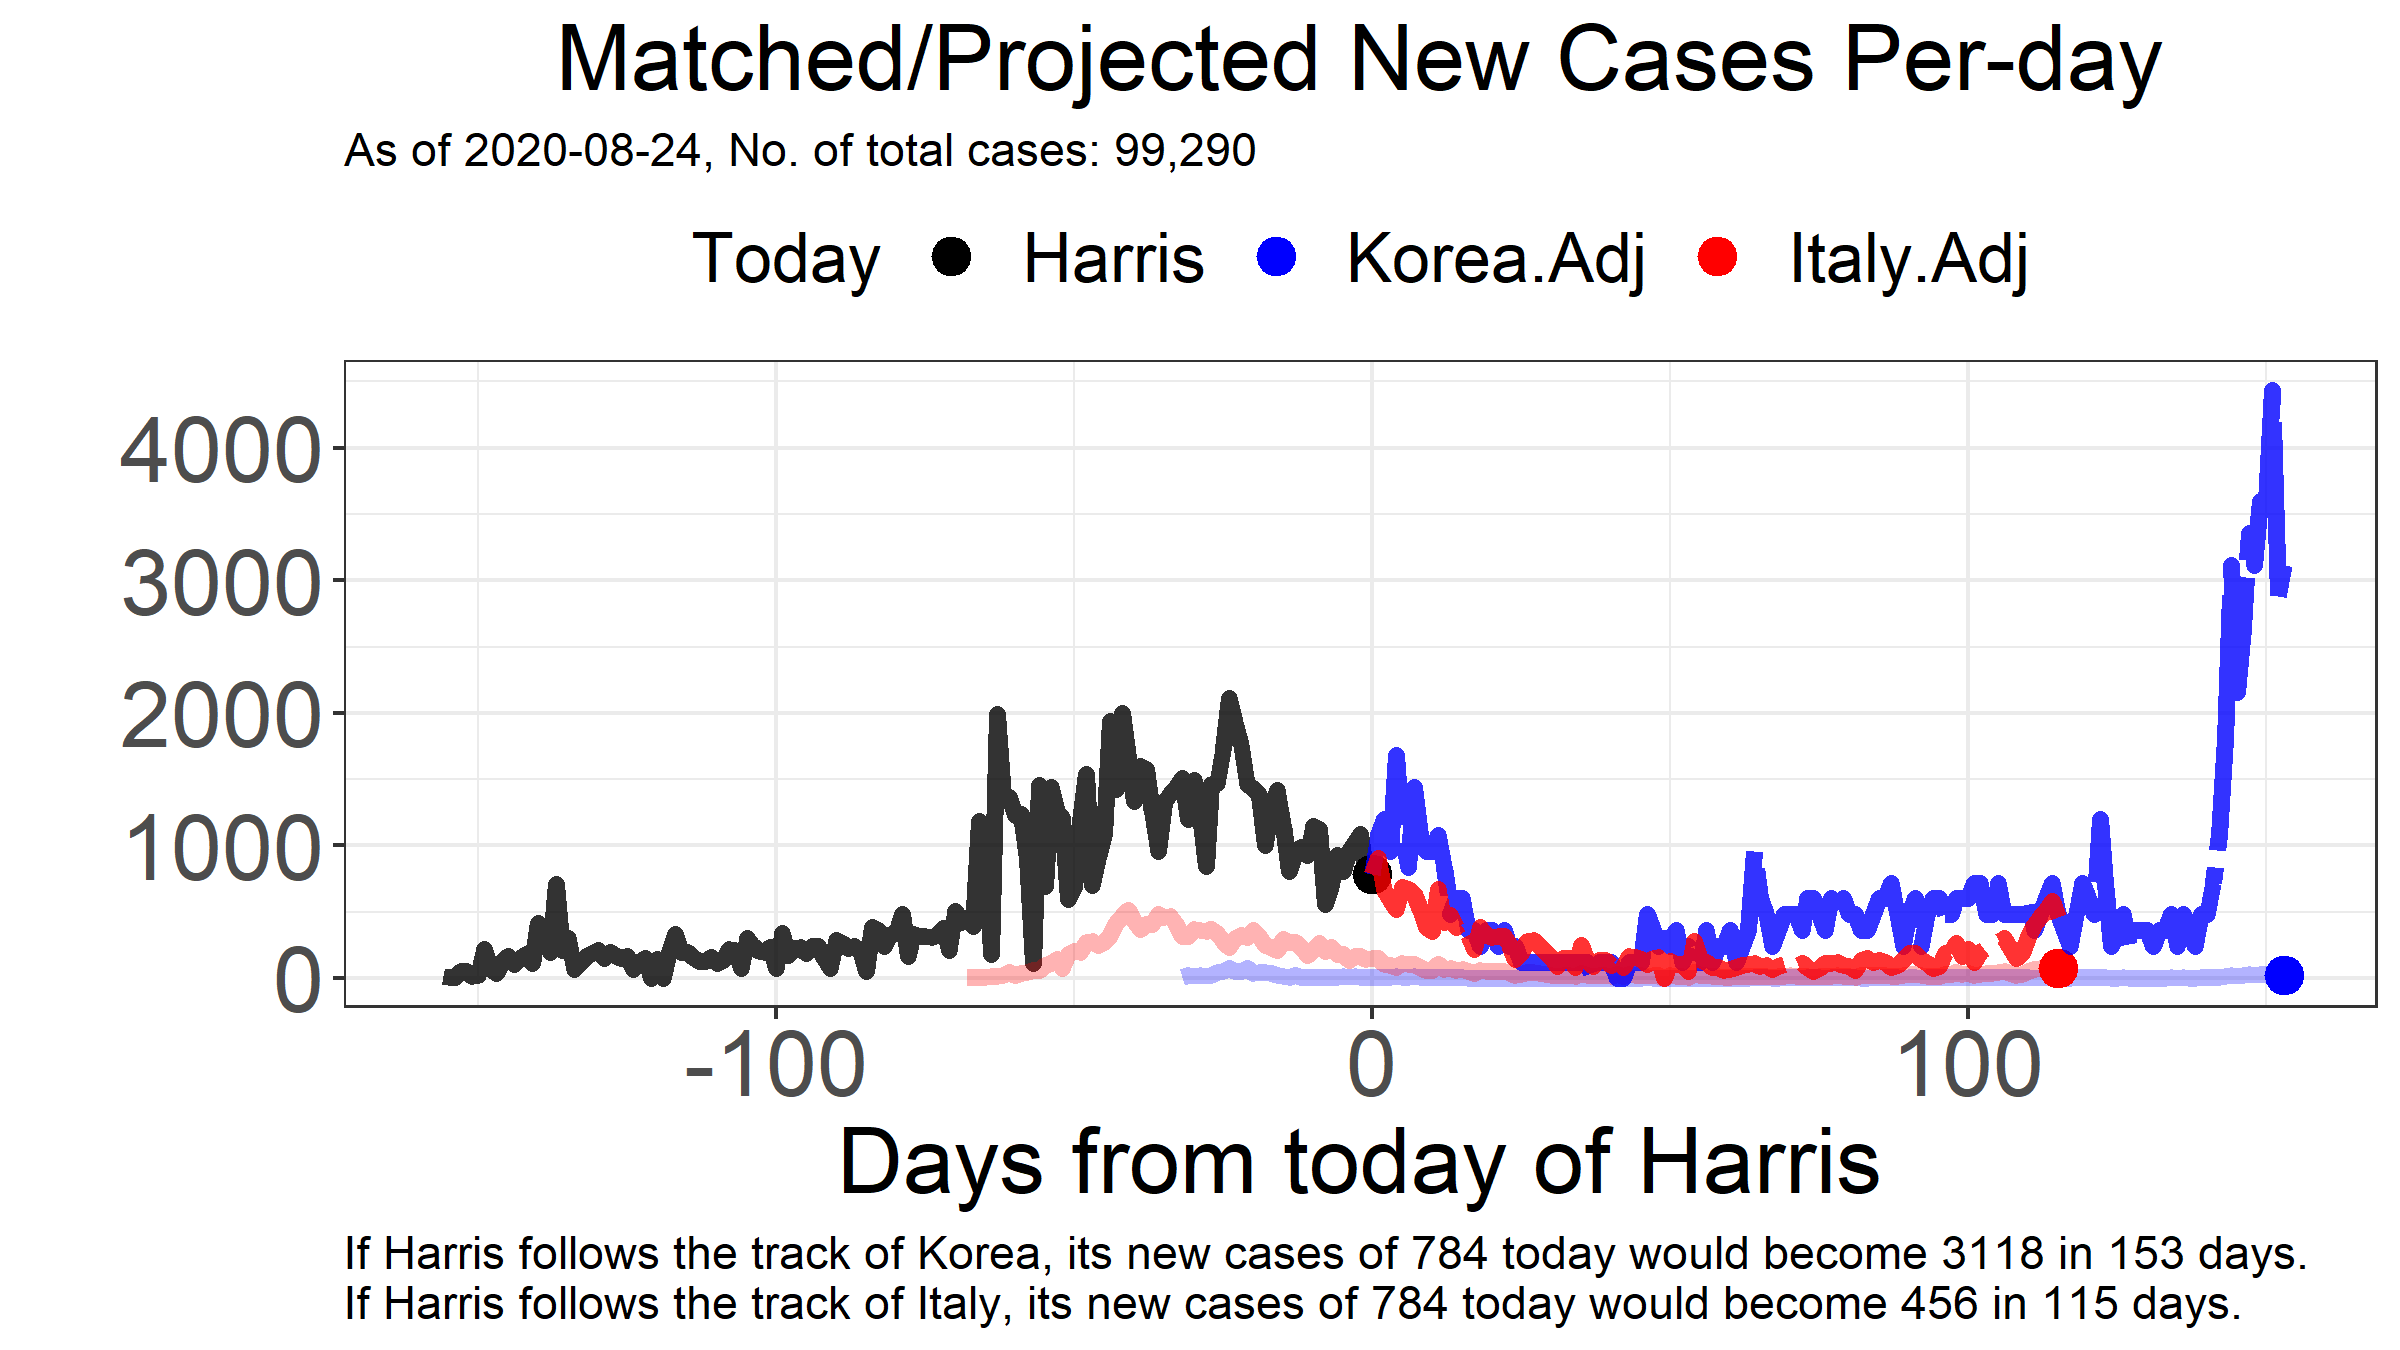 Matched/Projected New Cases Per-day
As of 2020-08-24, No. of total cases: 99,290
Today Harris Korea.Adj Italy.Adj
4000
3000
2000
1000
0
-100 0 100
Days from today of Harris
If Harris follows the track of Korea, its new cases of 784 today would become 3118 in 153 days.
If Harris follows the track of Italy, its new cases of 784 today would become 456 in 115 days.